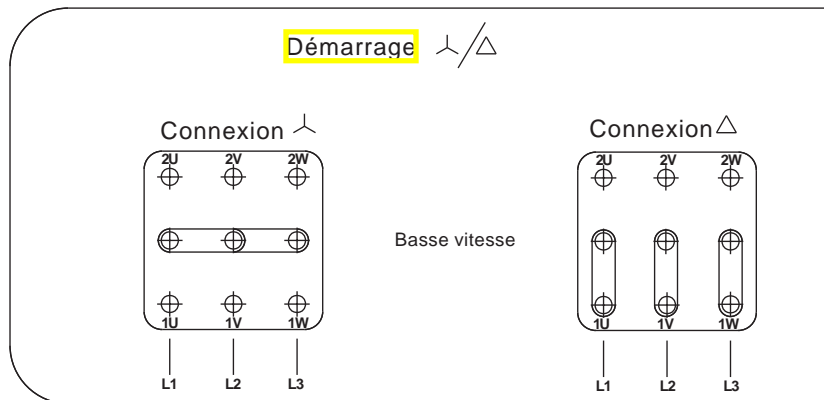 Démarrage
Connexion
Connexion
2U 2V 2W
2U 2V 2W
Basse vitesse
1U 1V 1W
1U 1V 1W
L1 L2 L3
L1 L2 L3